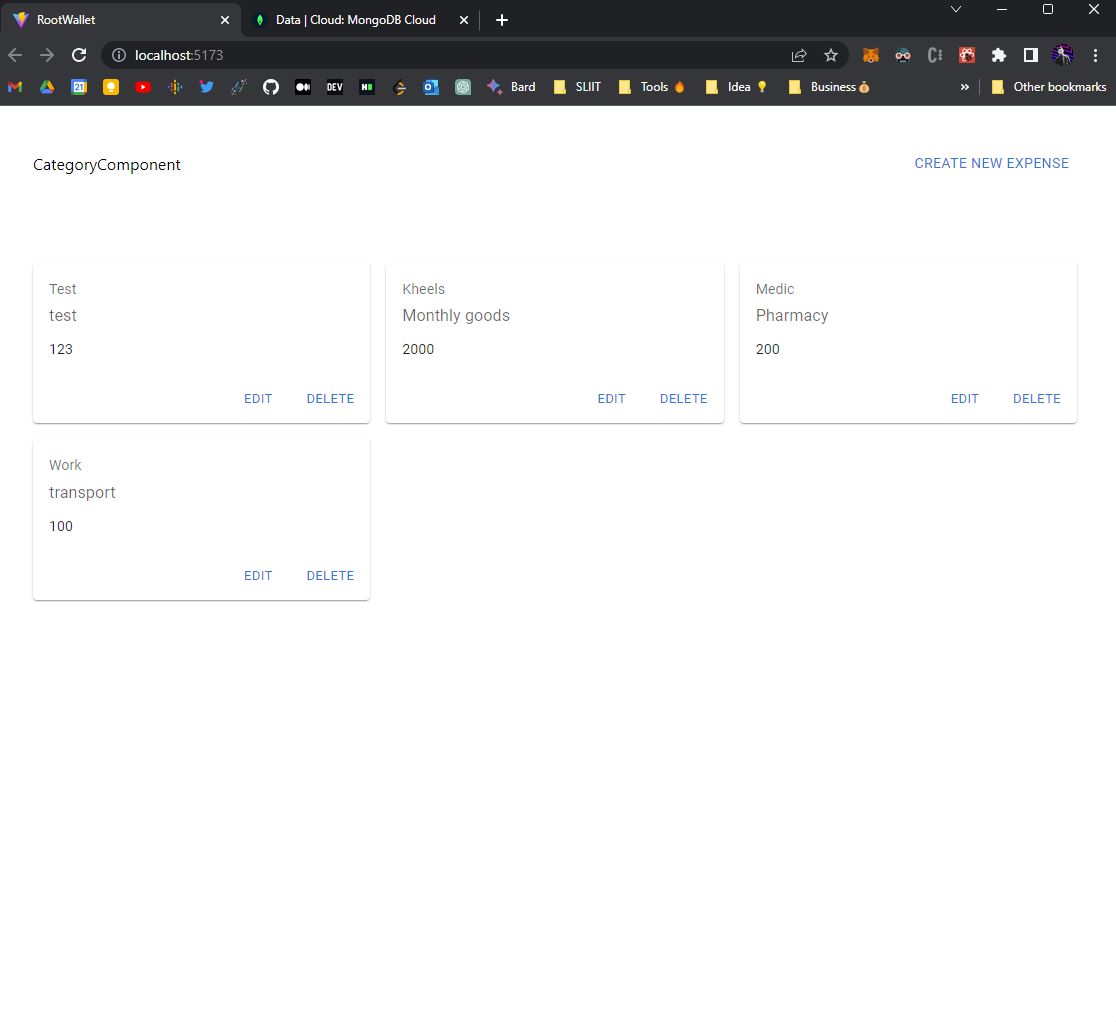 RootWallet
Data | Cloud: MongoDB Cloud
localhost:5173
31 DEV H Bard SLIIT Tools Idea Business » Other bookmarks
CategoryComponent
CREATE NEW EXPENSE
Test
test
123
EDIT DELETE
Kheels
Monthly goods
2000
EDIT DELETE
Medic
Pharmacy
200
EDIT DELETE
Work
transport
100
EDIT DELETE